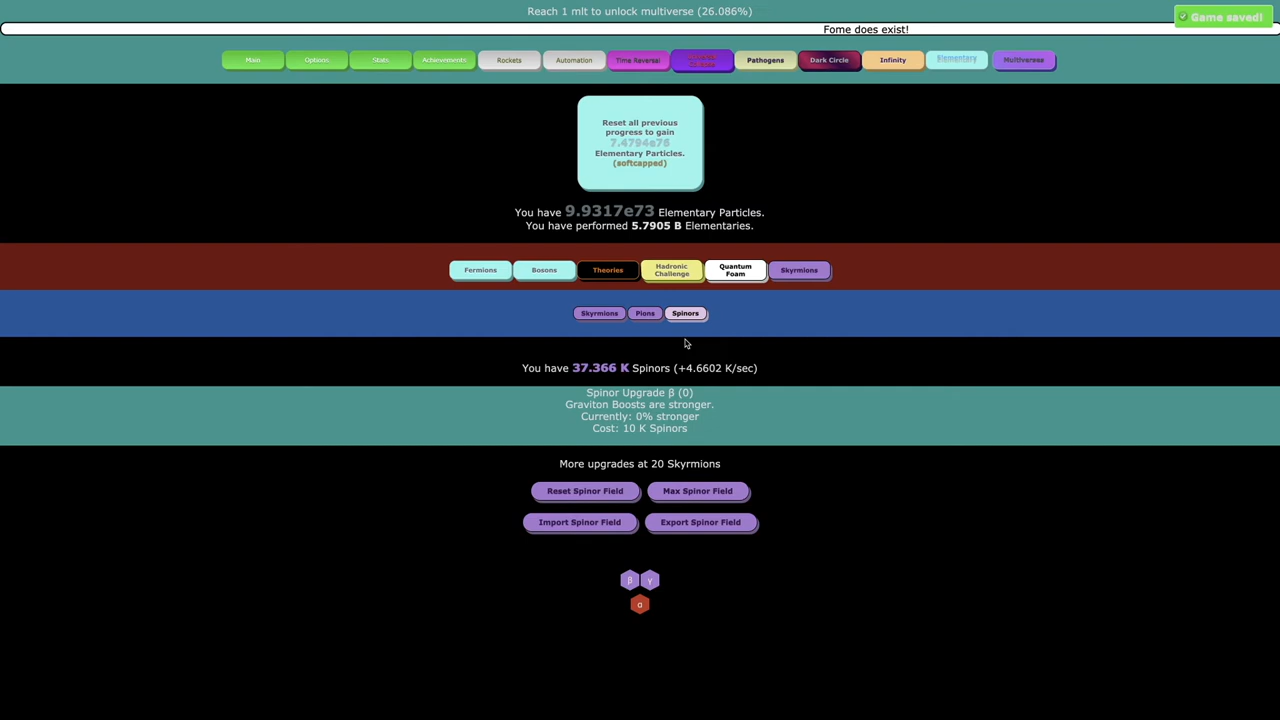 Reach 1 mlt to unlock multiverse (26.086%)
Game saved!
Fome does exist!
Main
Options
Stats
Achievements
Rockets
Automation
Time Reversal
Pathogens
Dark Circle
Infinity
Elementary
Multiverses
Reset all previous
progress to gain
7.4794e76
Elementary Particles.
(softcapped)
You have 9.9317e73 Elementary Particles.
You have performed 5.7905 B Elementaries.
Fermions
Bosons
Theories
Hadronic
Challenge
Quantum
Foam
Skyrmions
Skyrmions
Pions
Spinors
You have 37.366 K Spinors (+4.6602 K/sec)
Spinor Upgrade β (0)
Graviton Boosts are stronger.
Currently: 0% stronger
Cost: 10 K Spinors
More upgrades at 20 Skyrmions
Reset Spinor Field
Max Spinor Field
Import Spinor Field
Export Spinor Field
β
γ
α